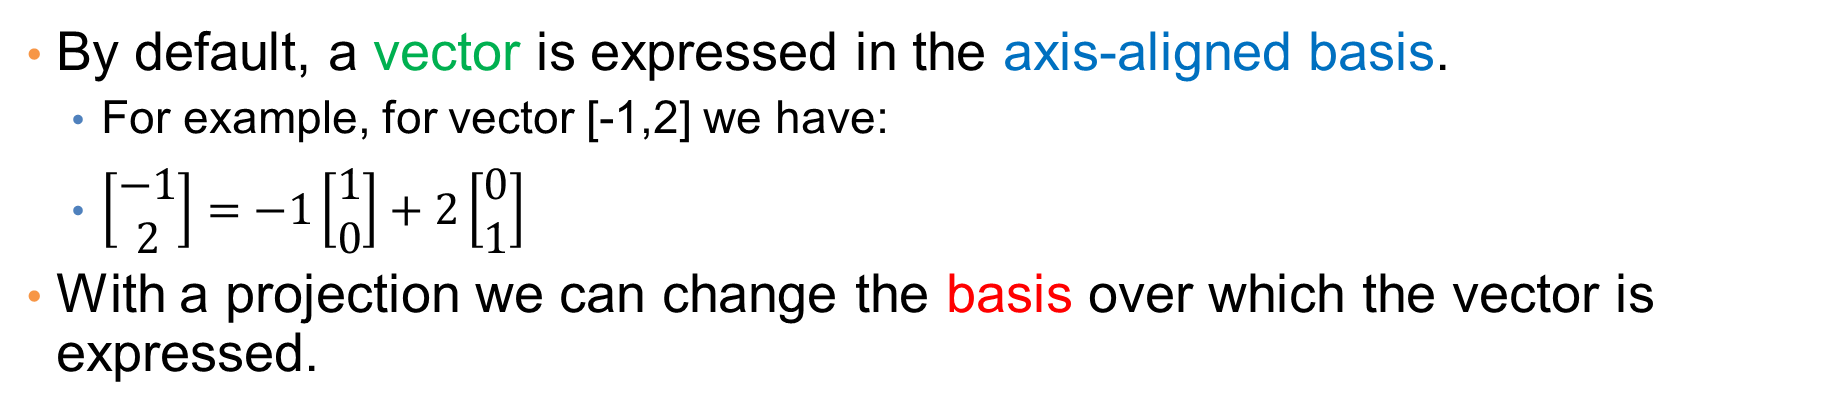 • By default, a vector is expressed in the axis-aligned basis.
• For example, for vector [-1,2] we have:
• [−1 2] = −1 [1 0] + 2 [0 1]
• With a projection we can change the basis over which the vector is
expressed.